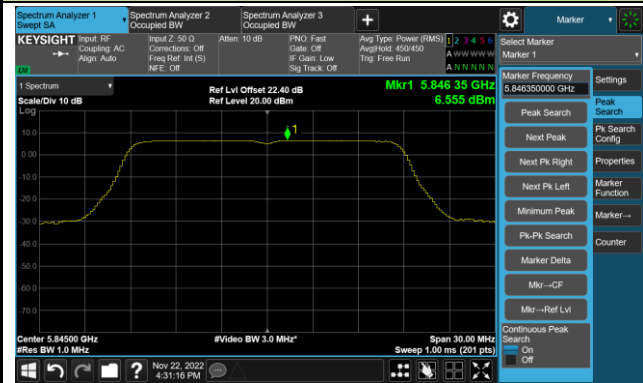 Spectrum Analyzer 1
Swept SA
Spectrum Analyzer 2
Occupied BW
Spectrum Analyzer 3
Occupied BW
Marker
KEYSIGHT
Input: RF
Coupling: AC
Align: Auto
Input Z: 50 Ω
Corrections: Off
Freq Ref: Int (S)
NFE: Off
Atten: 10 dB
PNO: Fast
Gate: Off
IF Gain: Low
Sig Track: Off
Avg Type: Power (RMS)
Avg|Hold: 450/450
Trig: Free Run
1 2 3 4 5 6
A W W W W W
A N N N N N
Select Marker
Marker 1
1 Spectrum
Scale/Div 10 dB
Log
Ref Lvl Offset 22.40 dB
Ref Level 20.00 dBm
Mkr1 5.846 35 GHz
6.555 dBm
Marker Frequency
5.846350000 GHz
Peak Search
Next Peak
Next Pk Right
Next Pk Left
Minimum Peak
Pk-Pk Search
Marker Delta
Mkr→CF
Mkr→Ref Lvl
Continuous Peak
Search
On
Off
Settings
Peak
Search
Pk Search
Config
Properties
Marker
Function
Marker→
Counter
1
10.0
0.00
-10.0
-20.0
-30.0
-40.0
-50.0
-60.0
-70.0
Center 5.84500 GHz
#Res BW 1.0 MHz
#Video BW 3.0 MHz*
Span 30.00 MHz
Sweep 1.00 ms (201 pts)
Nov 22, 2022
4:31:16 PM